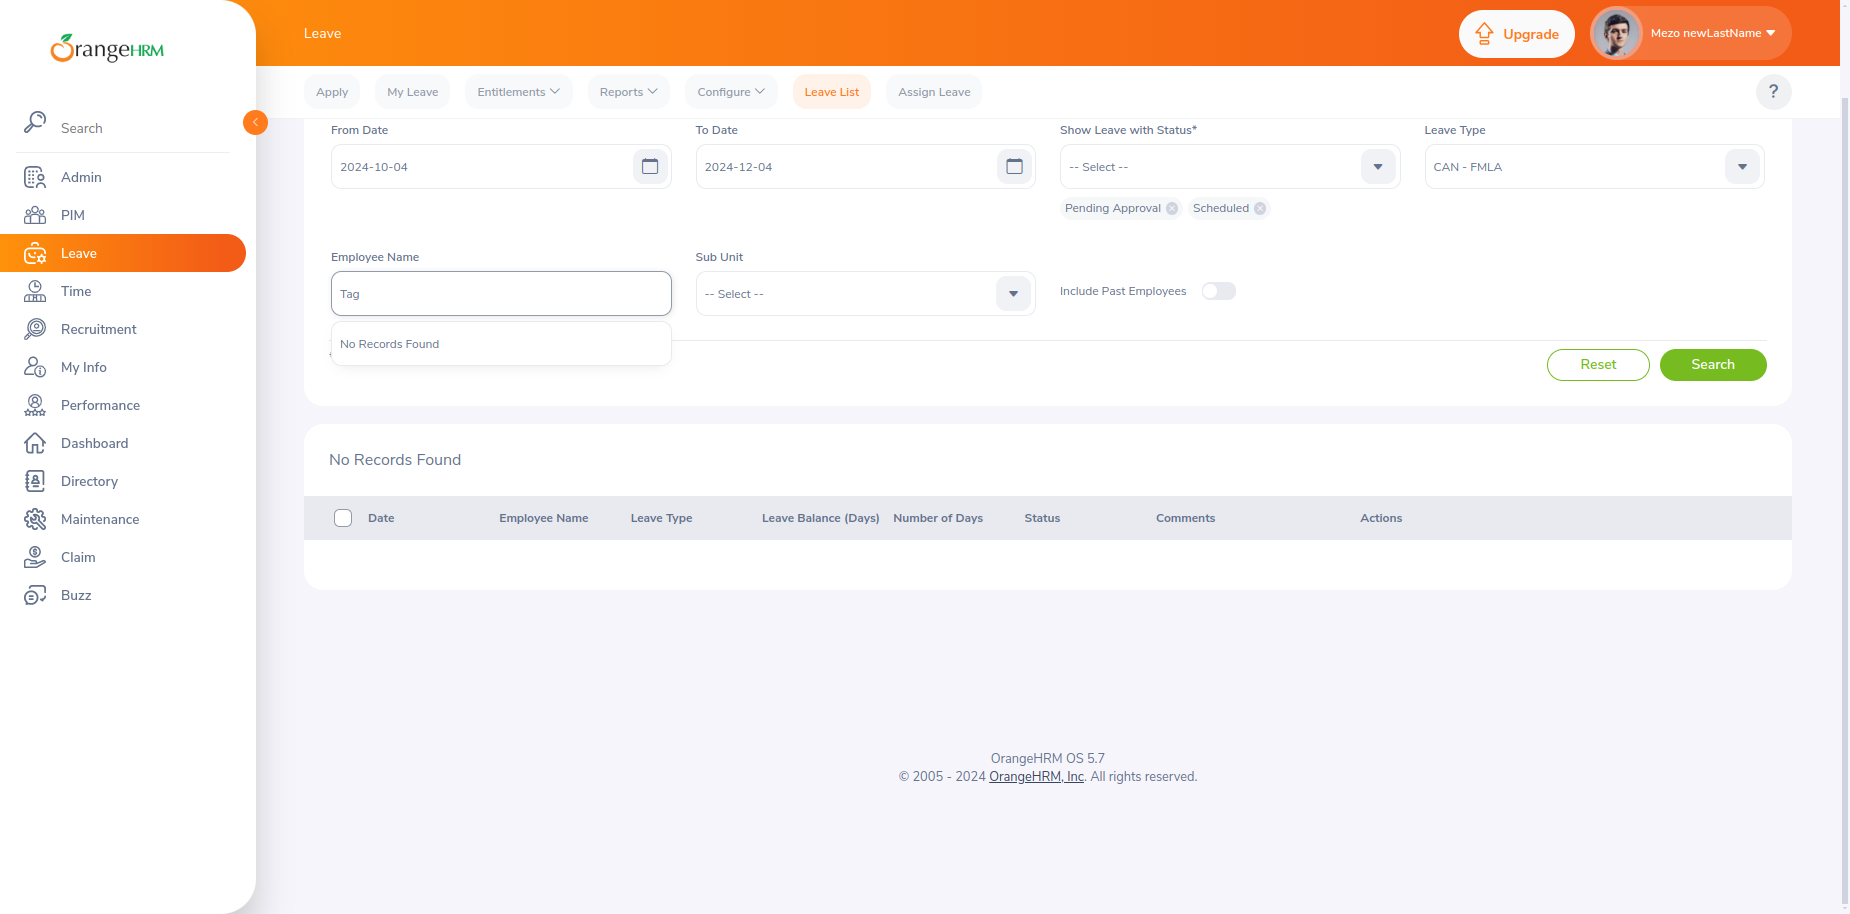 OrangeHRM
Search
Admin
PIM
Leave
Time
Recruitment
My Info
Performance
Dashboard
Directory
Maintenance
Claim
Buzz
Leave
Upgrade
Mezo newLastName
Apply
My Leave
Entitlements
Reports
Configure
Leave List
Assign Leave
?
From Date
To Date
Show Leave with Status*
Leave Type
2024-10-04
2024-12-04
-- Select --
CAN - FMLA
Pending Approval
Scheduled
Employee Name
Sub Unit
Tag
-- Select --
Include Past Employees
No Records Found
Reset
Search
No Records Found
Date
Employee Name
Leave Type
Leave Balance (Days)
Number of Days
Status
Comments
Actions
OrangeHRM OS 5.7
© 2005 - 2024 OrangeHRM, Inc. All rights reserved.